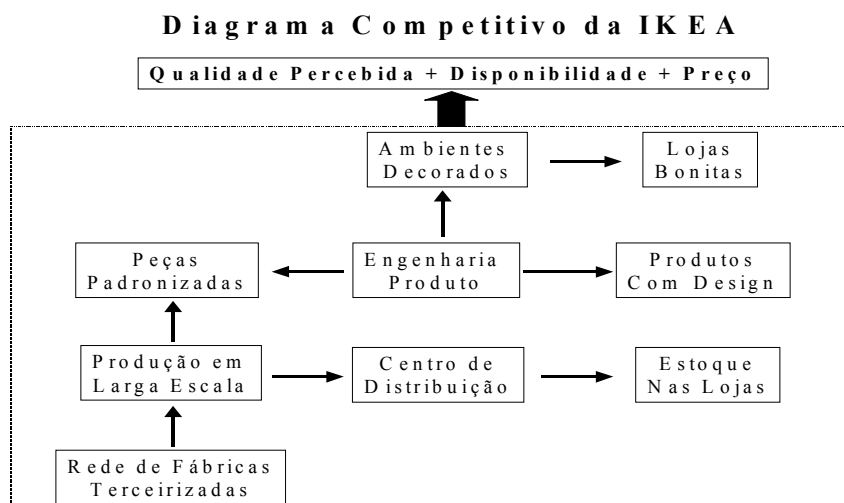 Diagrama Competitivo da IKEA
Qualidade Percebida + Disponibilidade + Preço
Ambientes
Decorados
Lojas
Bonitas
Peças
Padronizadas
Engenharia
Produto
Produtos
Com Design
Produção em
Larga Escala
Centro de
Distribuição
Estoque
Nas Lojas
Rede de Fábricas
Terceirizadas